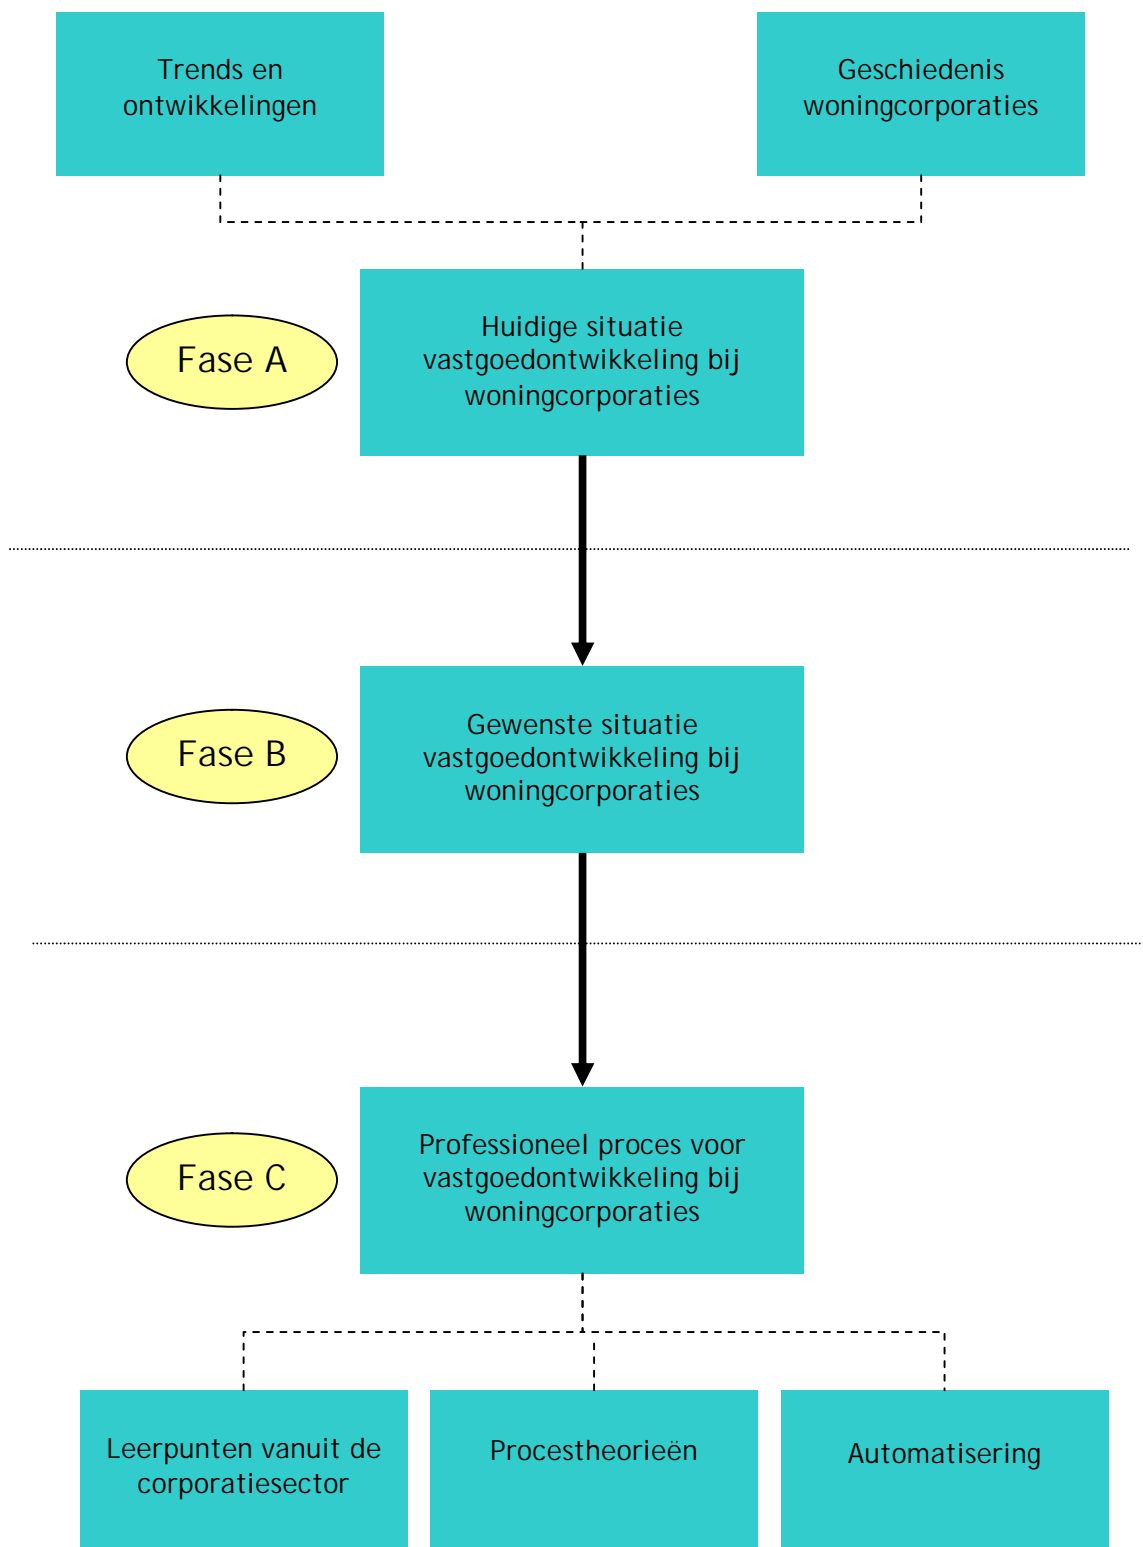 Trends en
ontwikkelingen
Geschiedenis
woningcorporaties
Fase A
Huidige situatie
vastgoedontwikkeling bij
woningcorporaties
Fase B
Gewenste situatie
vastgoedontwikkeling bij
woningcorporaties
Fase C
Professioneel proces voor
vastgoedontwikkeling bij
woningcorporaties
Leerpunten vanuit de
corporatiesector
Procestheorieën
Automatisering